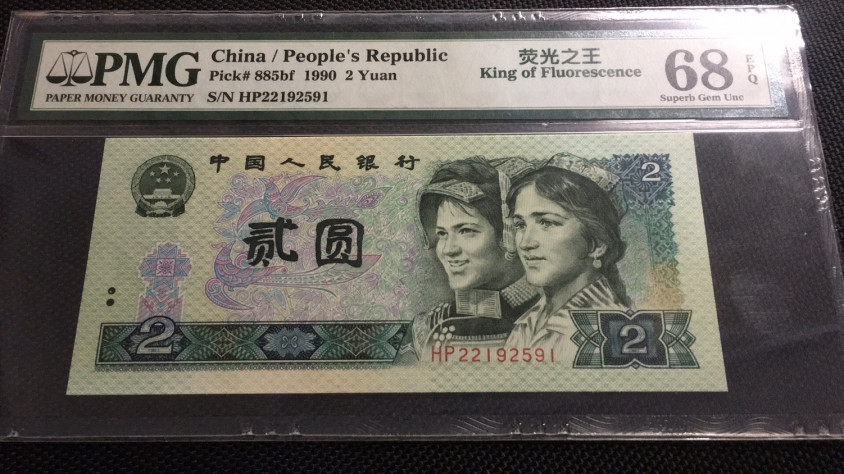 PMG
PAPER MONEY GUARANTY
China / People's Republic
Pick# 885bf 1990 2 Yuan
S/N HP22192591
荧光之王
King of Fluorescence
68
EPQ
Superb Gem Unc
中国人民银行
2
贰圆
2
HP22192591
2